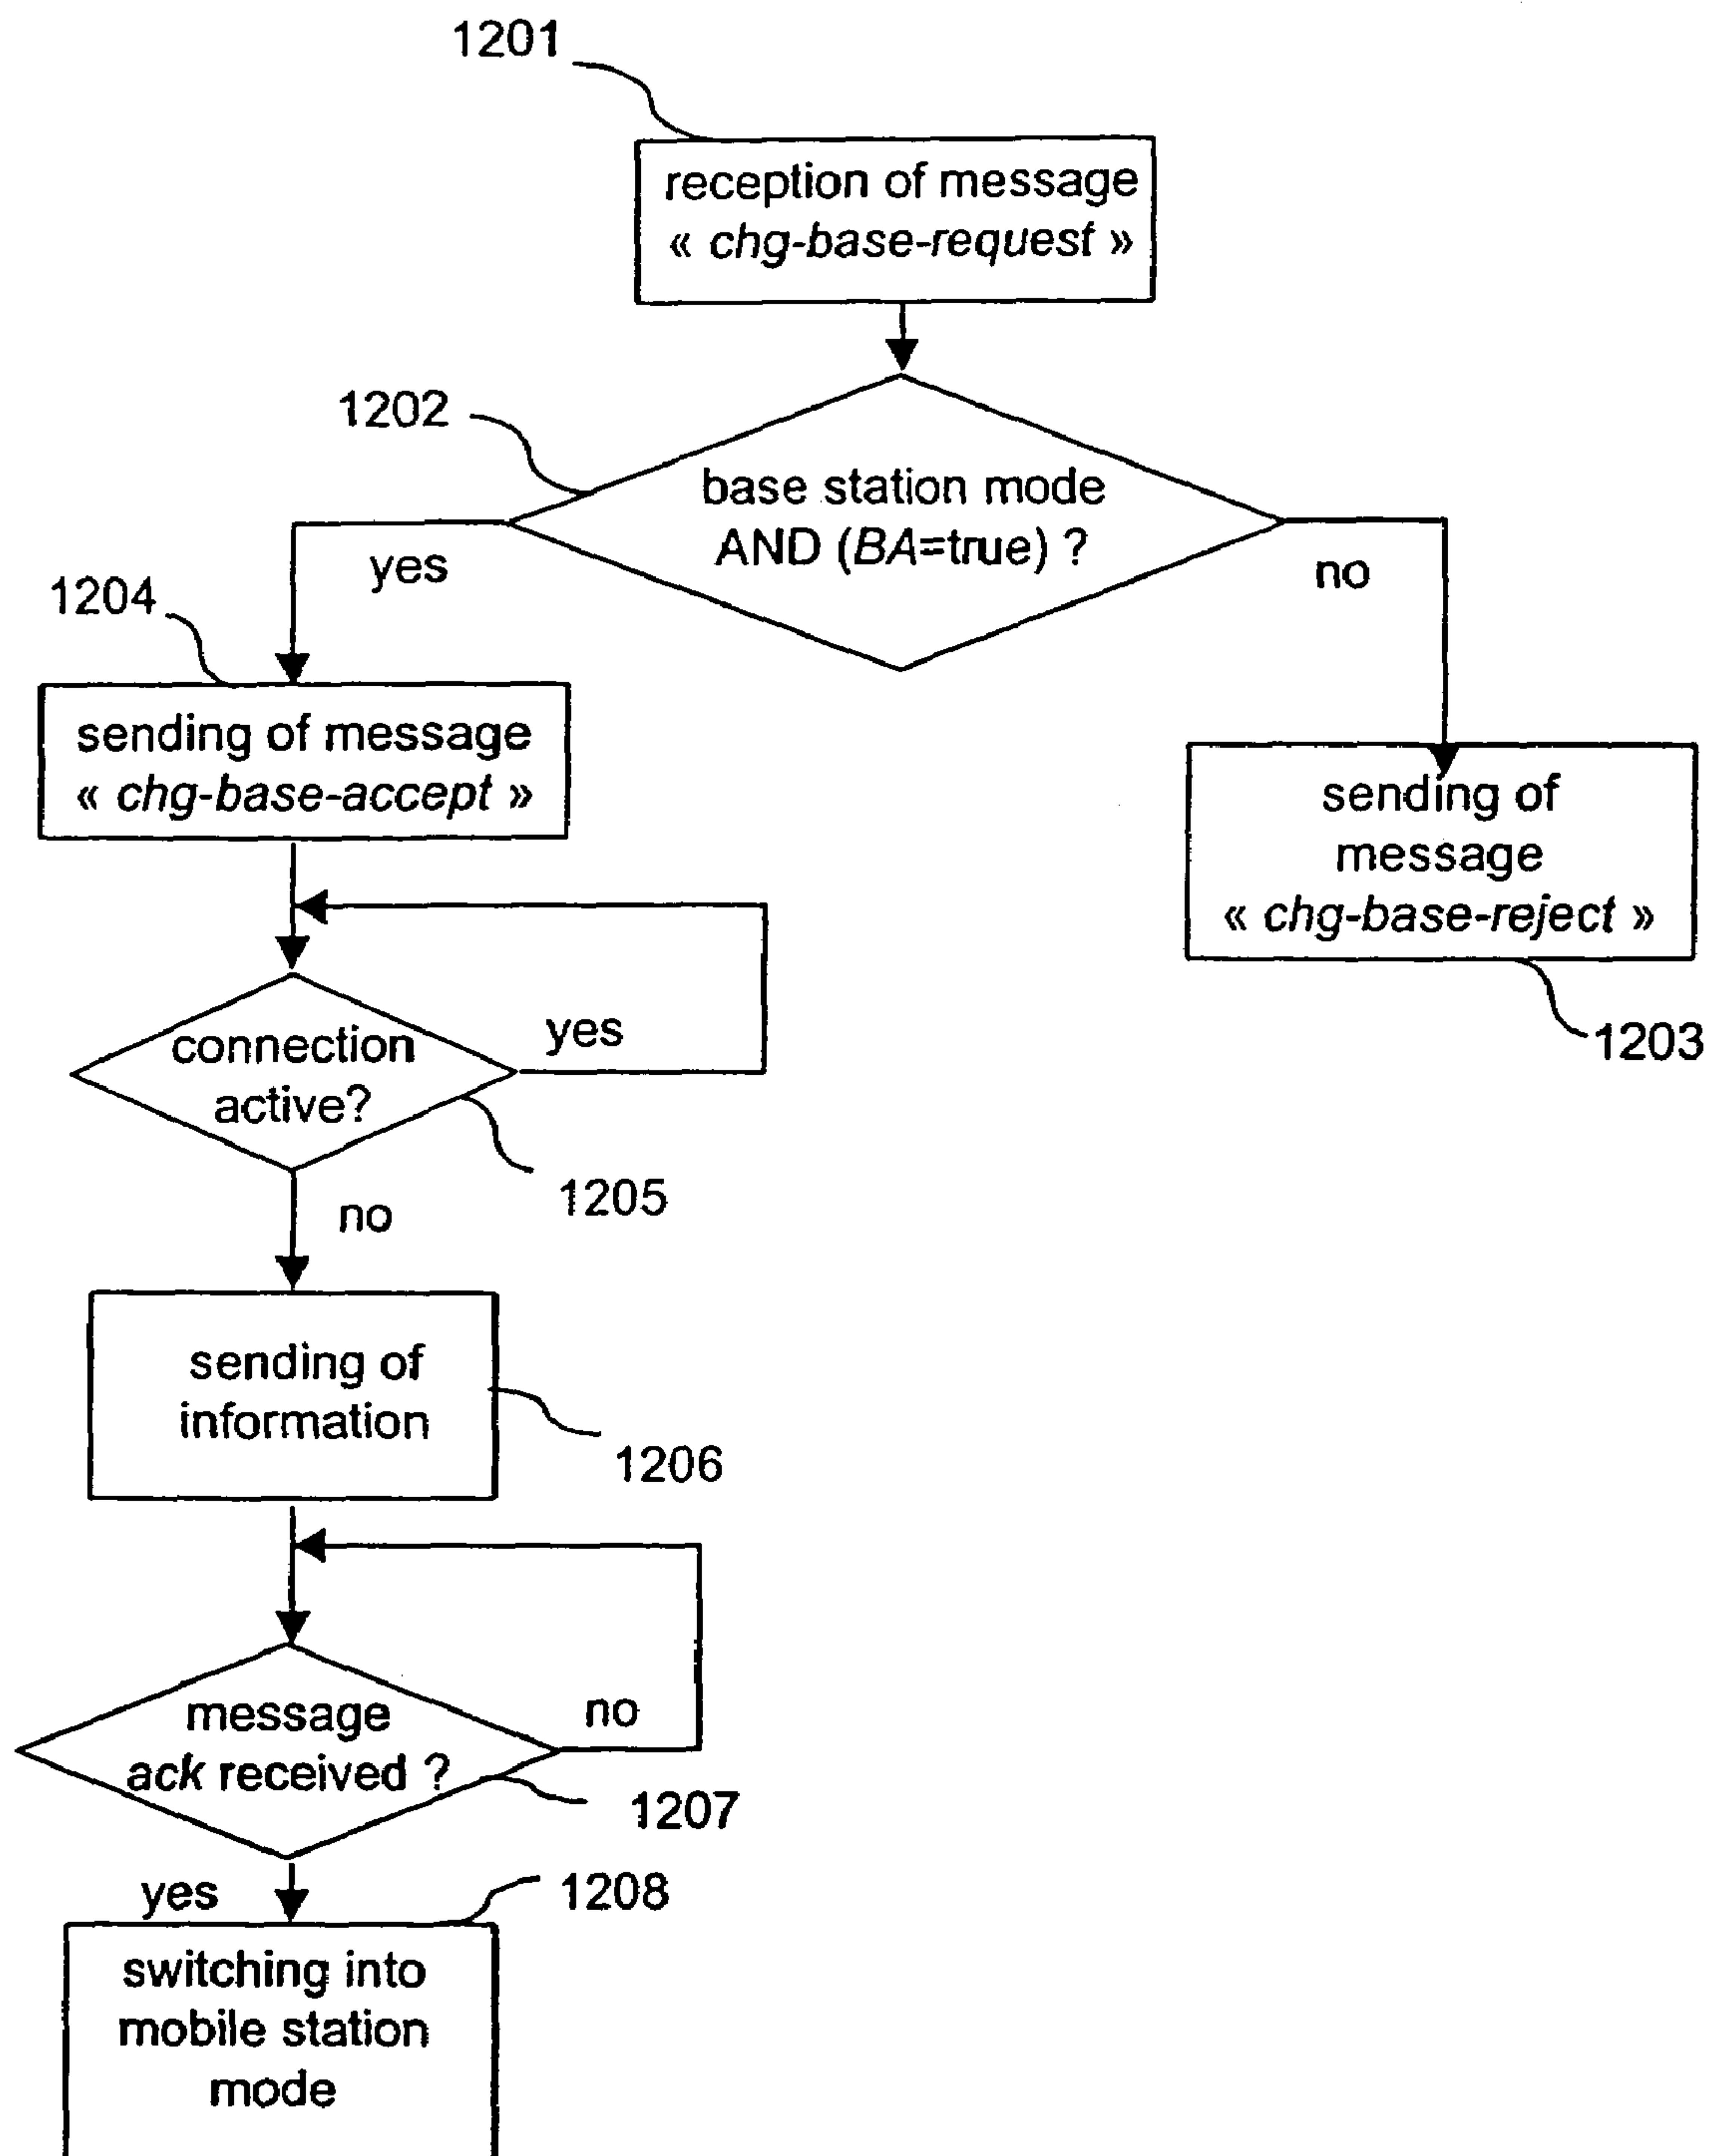 1201
reception of message
« chg-base-request »
1202
base station mode
AND (BA=true) ?
yes
no
1204
sending of message
« chg-base-accept »
sending of
message
« chg-base-reject »
1203
connection
active?
yes
1205
no
sending of
information
1206
message
ack received ?
no
1207
yes
1208
switching into
mobile station
mode